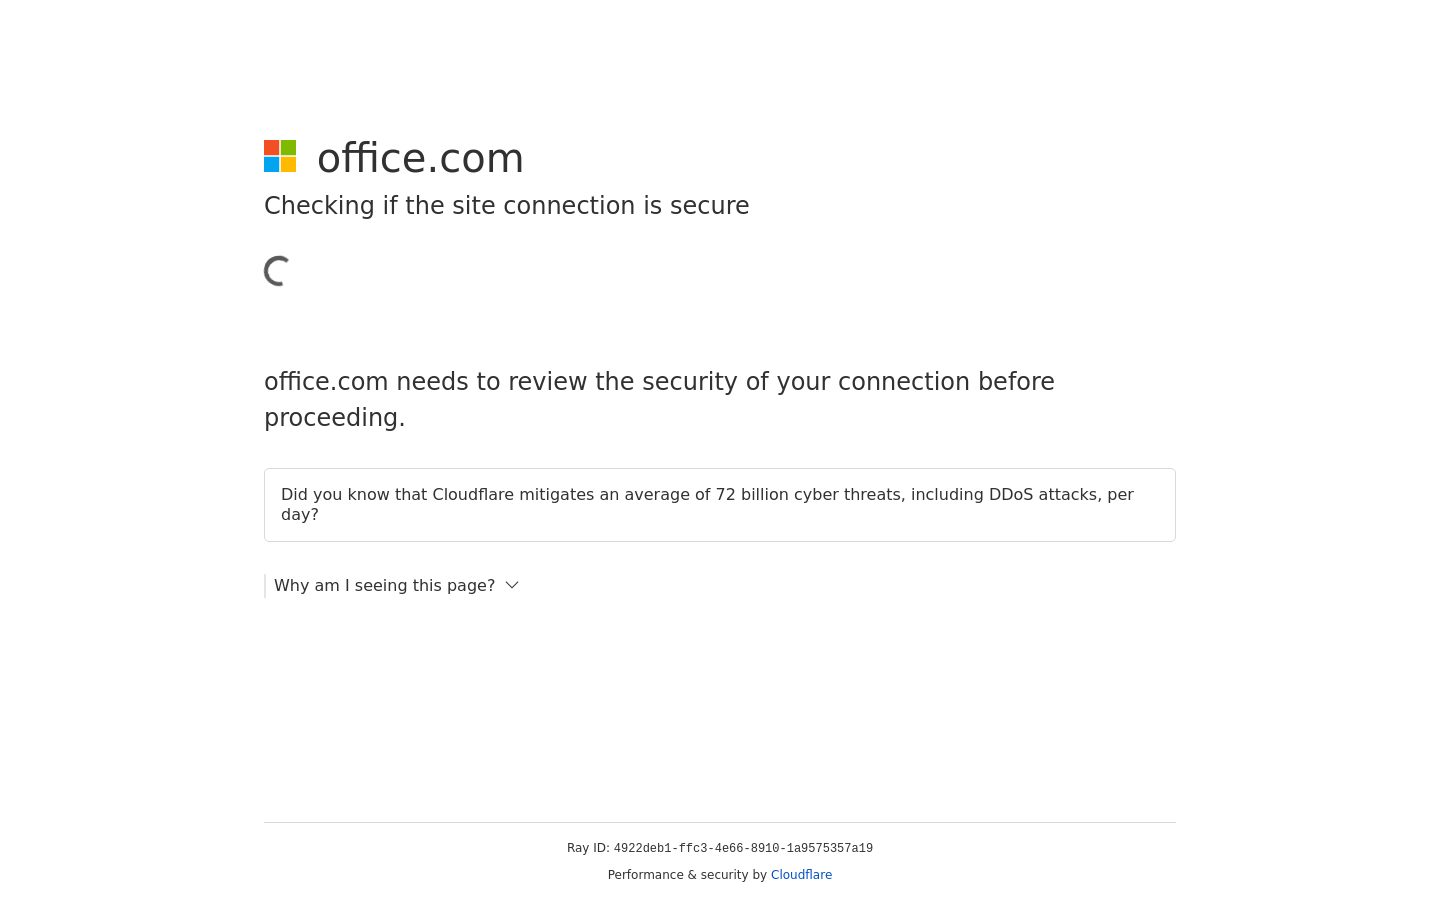 office.com
Checking if the site connection is secure
office.com needs to review the security of your connection before
proceeding.
Did you know that Cloudflare mitigates an average of 72 billion cyber threats, including DDoS attacks, per
day?
Why am I seeing this page?
Ray ID: 4922deb1-ffc3-4e66-8910-1a9575357a19
Performance & security by Cloudflare